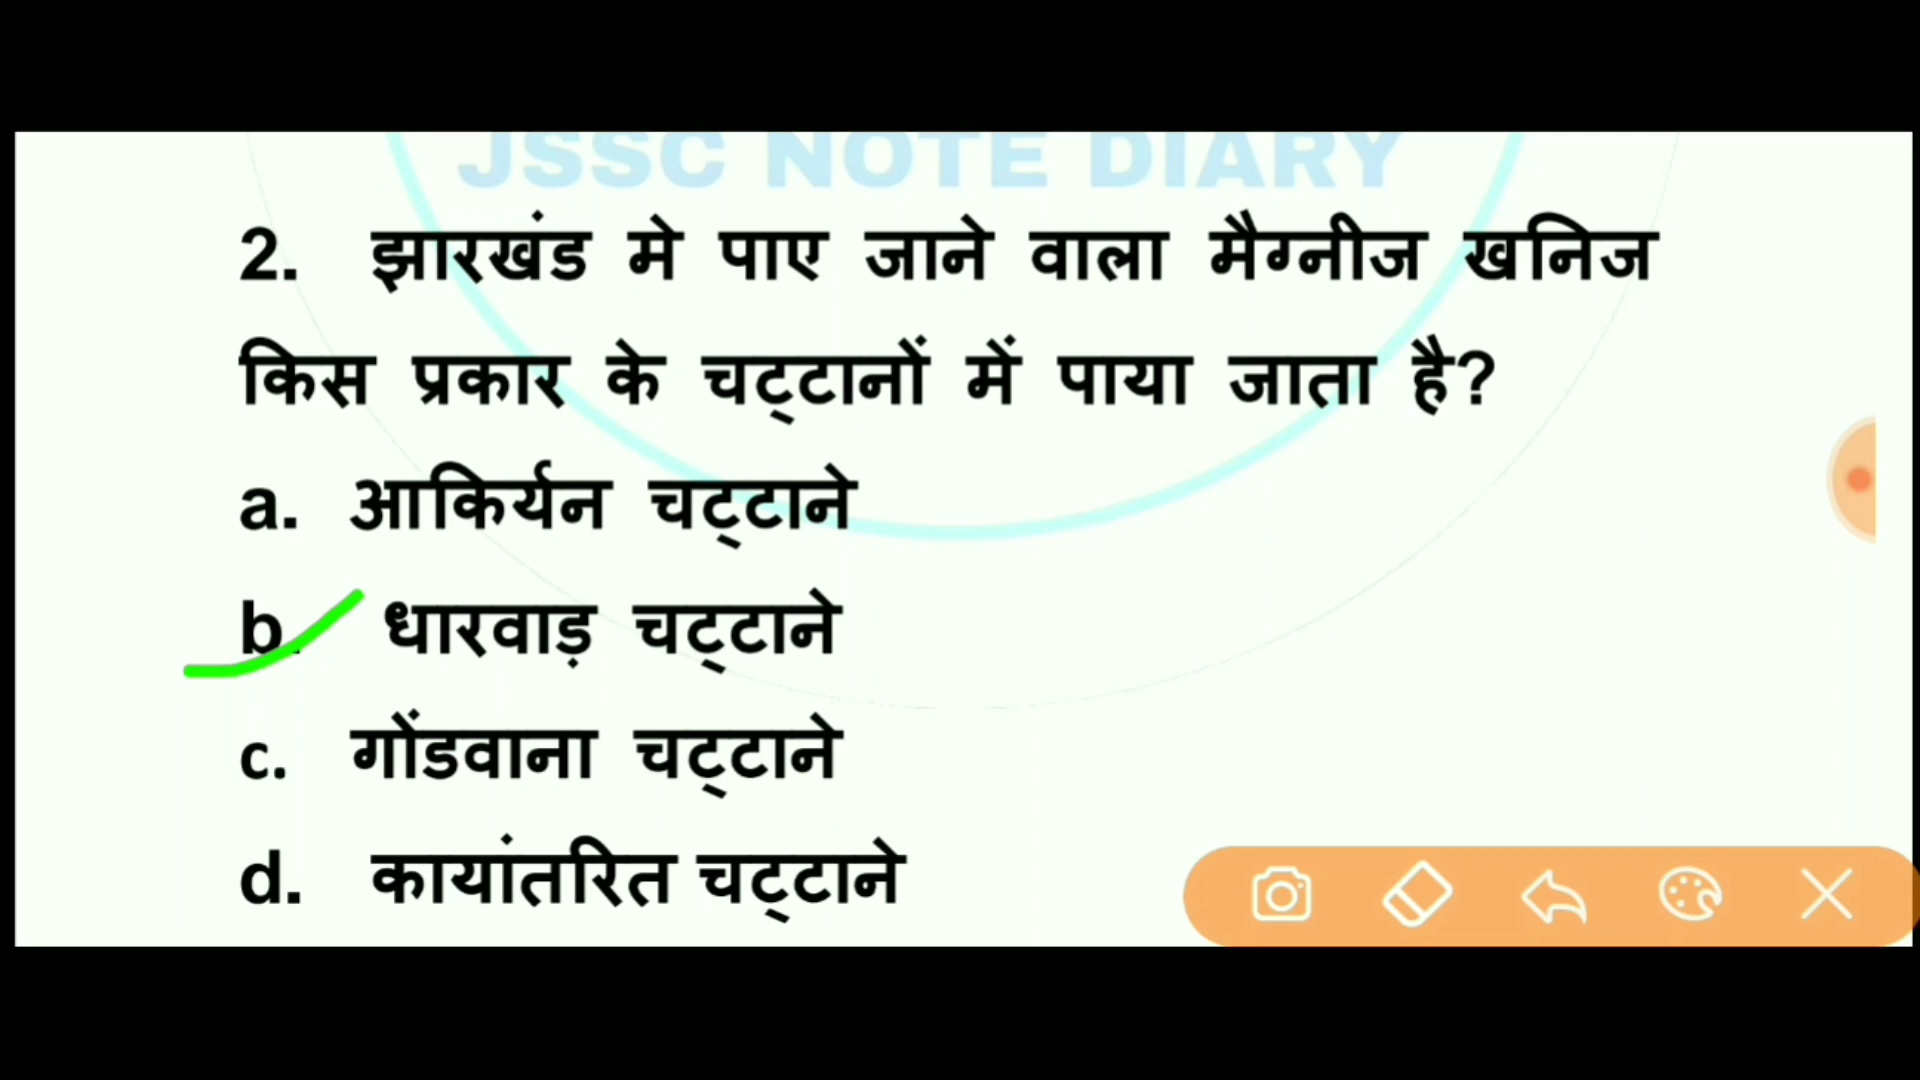 JSSC NOTE DIARY
2. झारखंड मे पाए जाने वाला मैग्नीज खनिज
किस प्रकार के चट्टानों में पाया जाता है?
a. आकिर्यन चट्टाने
b. धारवाड़ चट्टाने
c. गोंडवाना चट्टाने
d. कायांतरित चट्टाने